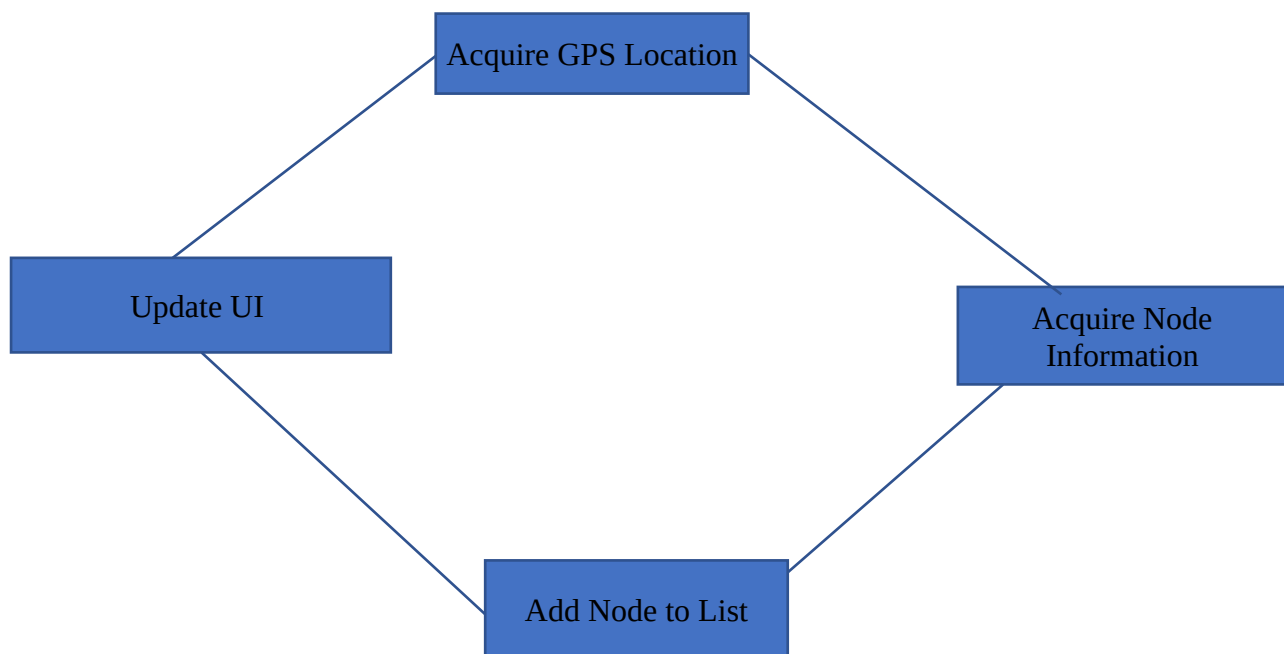 Acquire GPS Location
Update UI
Acquire Node
Information
Add Node to List